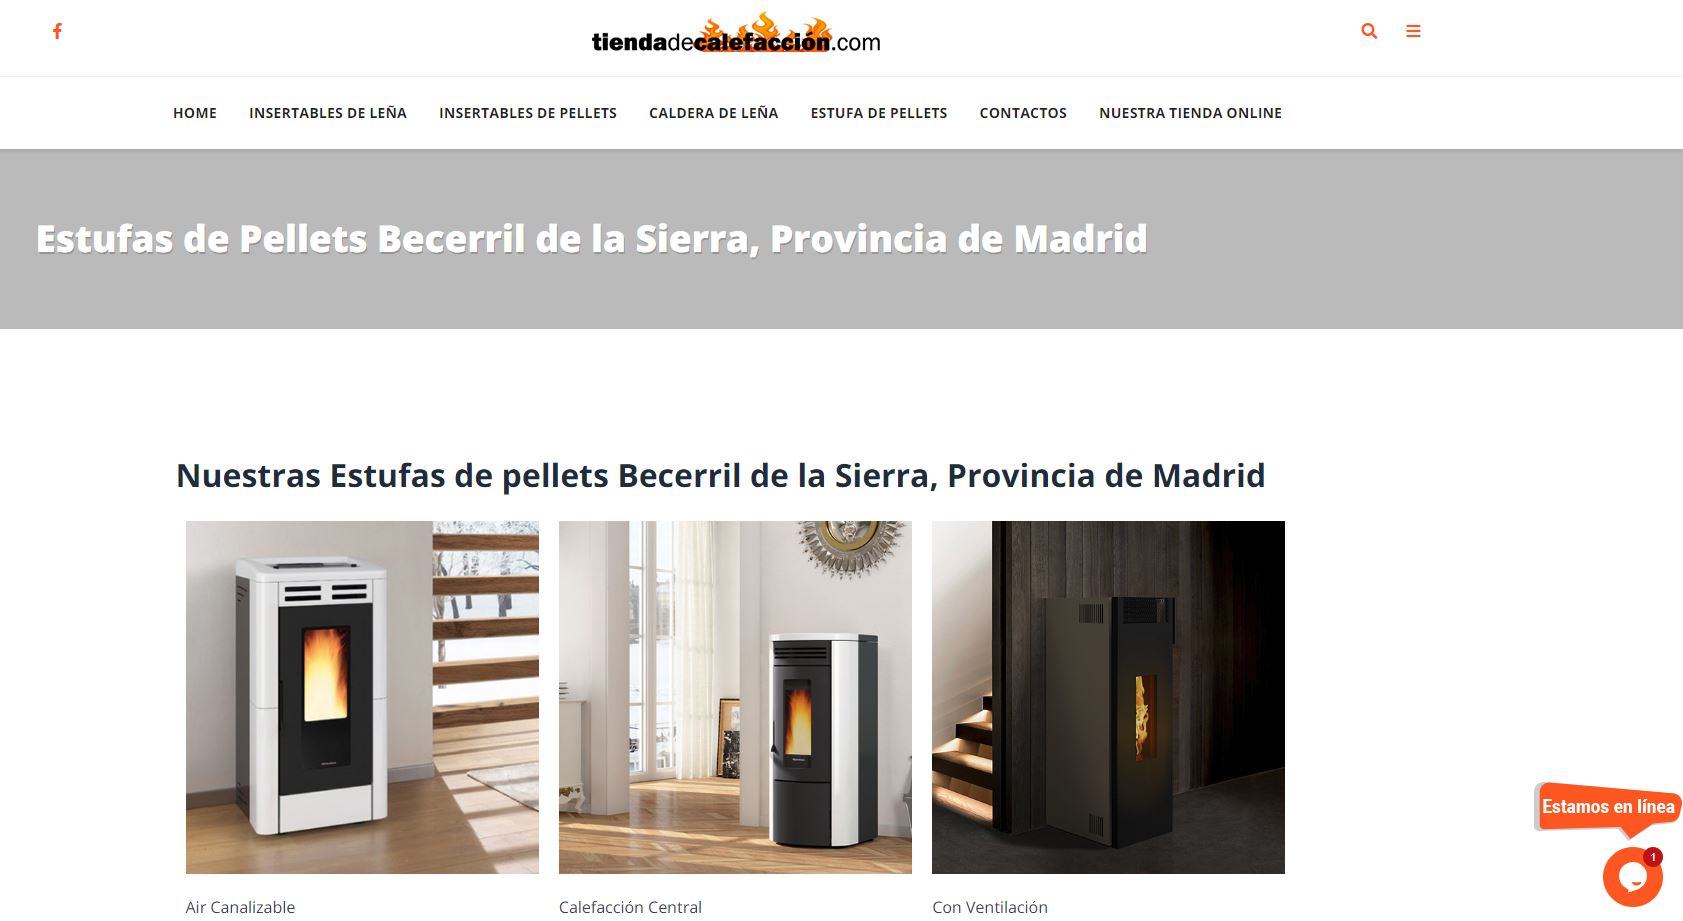 tiendadecalefacción.com
HOME INSERTABLES DE LEÑA INSERTABLES DE PELLETS CALDERA DE LEÑA ESTUFA DE PELLETS CONTACTOS NUESTRA TIENDA ONLINE
Estufas de Pellets Becerril de la Sierra, Provincia de Madrid
Nuestras Estufas de pellets Becerril de la Sierra, Provincia de Madrid
Estamos en línea
1
Air Canalizable Calefacción Central Con Ventilación